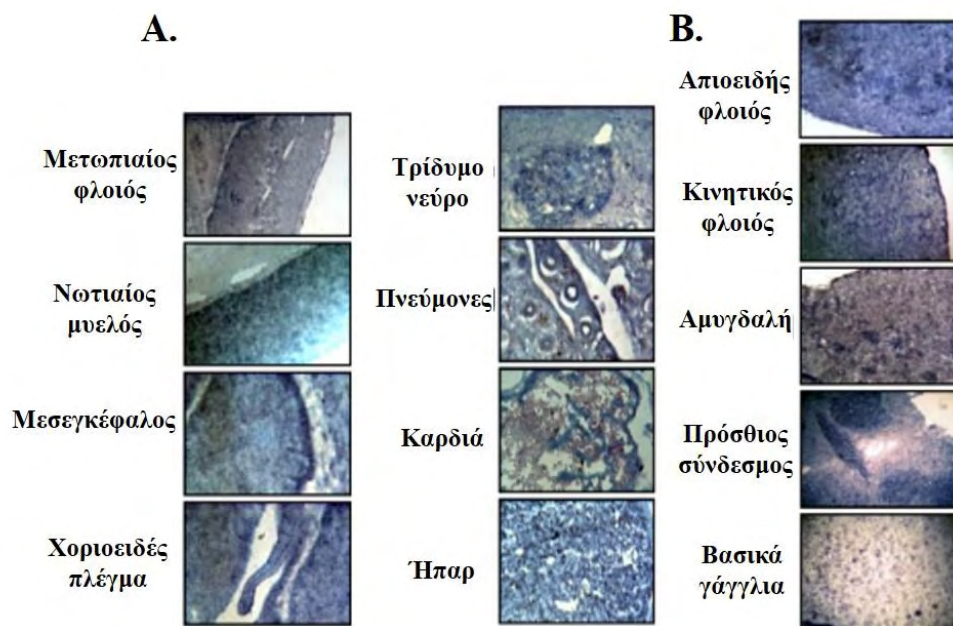 Α.
Μετωπιαίος
φλοιός
Νωτιαίος
μυελός
Μεσεγκέφαλος
Χοριοειδές
πλέγμα
Τρίδυμο
νεύρο
Πνεύμονες
Καρδιά
Ήπαρ
Β.
Απιοειδής
φλοιός
Κινητικός
φλοιός
Αμυγδαλή
Πρόσθιος
σύνδεσμος
Βασικά
γάγγλια